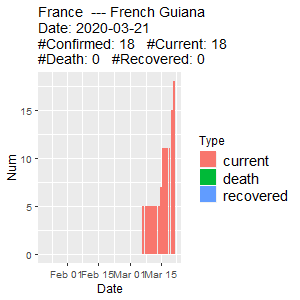 France  --- French Guiana
Date: 2020-03-21
#Confirmed: 18   #Current: 18
#Death: 0   #Recovered: 0
15
10
5
0
Num
Feb 01 Feb 15 Mar 01 Mar 15
Date
Type
current
death
recovered